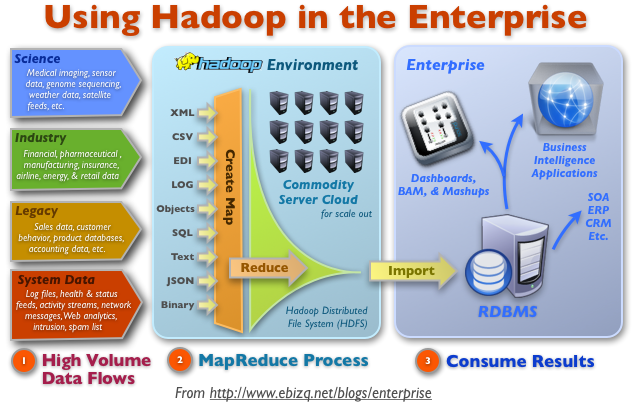 Using Hadoop in the Enterprise
Science
Medical imaging, sensor
data, genome sequencing,
weather data, satellite
feeds, etc.
Industry
Financial, pharmaceutical ,
manufacturing, insurance,
airline, energy, & retail data
Legacy
Sales data, customer
behavior, product databases,
accounting data, etc.
System Data
Log files, health & status
feeds, activity streams, network
messages, Web analytics,
intrusion, spam list
1 High Volume
Data Flows
hadoop Environment
XML
CSV
EDI
LOG
Objects
SQL
Text
JSON
Binary
Create Map
Commodity
Server Cloud
for scale out
Reduce
Hadoop Distributed
File System (HDFS)
2 MapReduce Process
Import
Enterprise
Dashboards,
BAM, & Mashups
Business
Intelligence
Applications
SOA
ERP
CRM
Etc.
RDBMS
3 Consume Results
From http://www.ebizq.net/blogs/enterprise